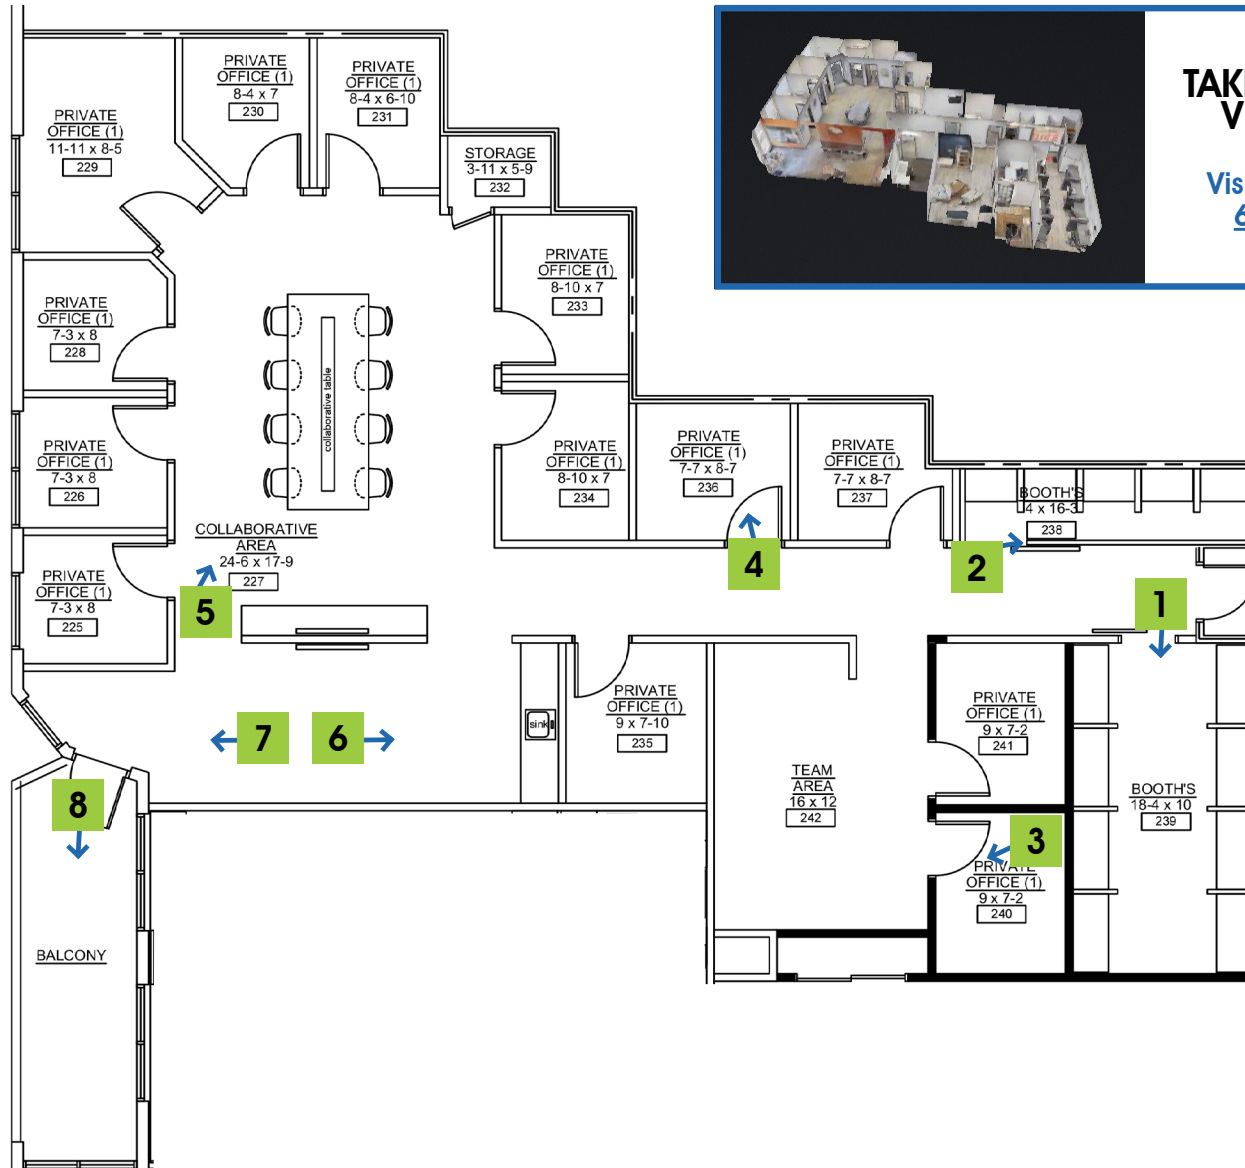 PRIVATE
OFFICE (1)
11-11 x 8-5
229
PRIVATE
OFFICE (1)
8-4 x 7
230
PRIVATE
OFFICE (1)
8-4 x 6-10
231
STORAGE
3-11 x 5-9
232
PRIVATE
OFFICE (1)
8-10 x 7
233
PRIVATE
OFFICE (1)
7-3 x 8
228
collaborative table
PRIVATE
OFFICE (1)
7-3 x 8
226
PRIVATE
OFFICE (1)
8-10 x 7
234
PRIVATE
OFFICE (1)
7-7 x 8-7
236
PRIVATE
OFFICE (1)
7-7 x 8-7
237
BOOTH'S
4 x 16-3
238
COLLABORATIVE
AREA
24-6 x 17-9
227
PRIVATE
OFFICE (1)
7-3 x 8
225
5
4
2
1
7
6
8
3
sink
PRIVATE
OFFICE (1)
9 x 7-10
235
TEAM
AREA
16 x 12
242
PRIVATE
OFFICE (1)
9 x 7-2
241
PRIVATE
OFFICE (1)
9 x 7-2
240
BOOTH'S
18-4 x 10
239
BALCONY
Vis
6